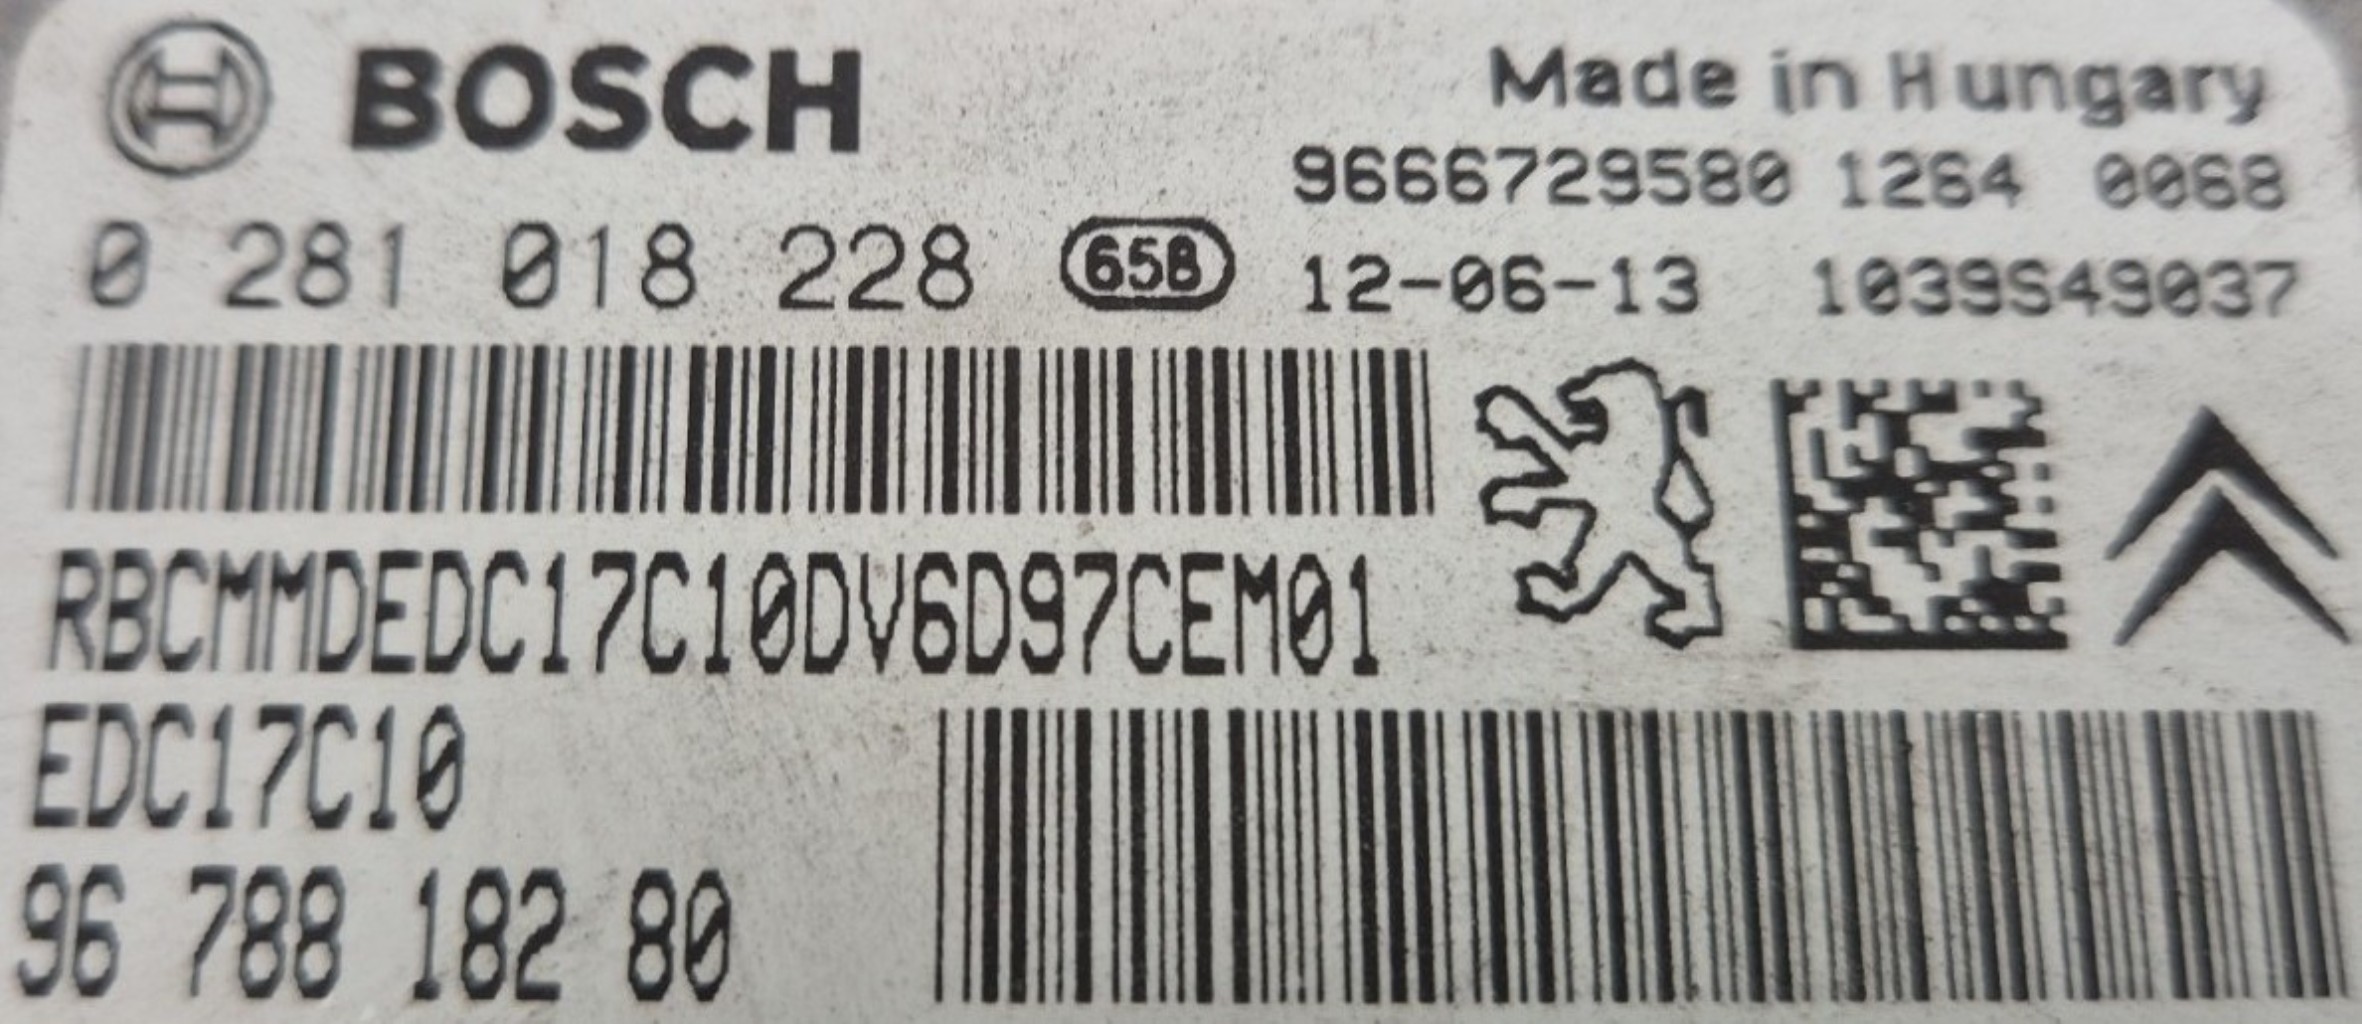 BOSCH
Made in Hungary
9666729580 1264 0068
0 281 018 228 658 12-06-13 1039S49037
RBCMMDEDC17C10DV6D97CEM01
EDC17C10
96 788 182 80